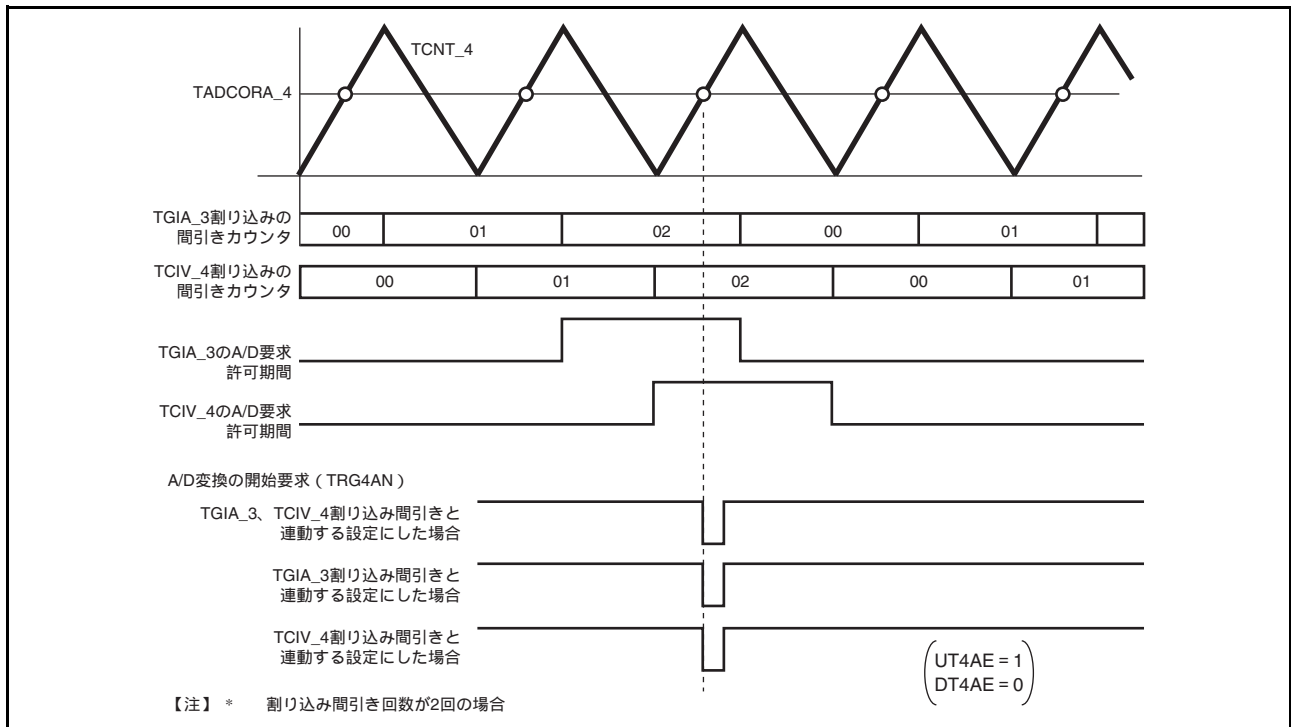 TCNT_4
TADCORA_4
TGIA_3割り込みの
間引きカウンタ
00 01 02 00 01
TCIV_4割り込みの
間引きカウンタ
00 01 02 00 01
TGIA_3のA/D要求
許可期間
TCIV_4のA/D要求
許可期間
A/D変換の開始要求（TRG4AN）
TGIA_3、TCIV_4割り込み間引きと
連動する設定にした場合
TGIA_3割り込み間引きと
連動する設定にした場合
TCIV_4割り込み間引きと
連動する設定にした場合
UT4AE = 1
DT4AE = 0
【注】 * 割り込み間引き回数が2回の場合